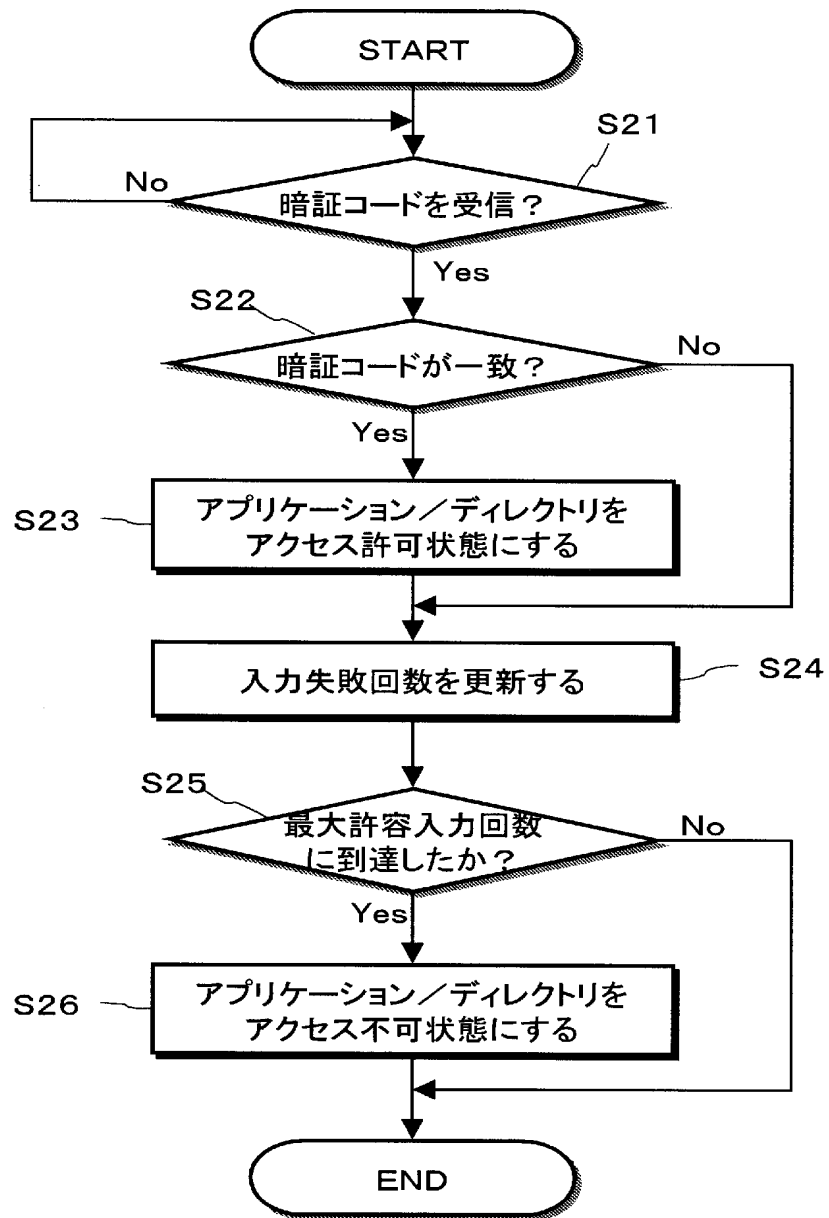 START
S21
No
暗証コードを受信？
Yes
S22
No
暗証コードが一致？
Yes
S23
アプリケーション／ディレクトリを
アクセス許可状態にする
入力失敗回数を更新する
S24
S25
最大許容入力回数
に到達したか？
No
Yes
S26
アプリケーション／ディレクトリを
アクセス不可状態にする
END